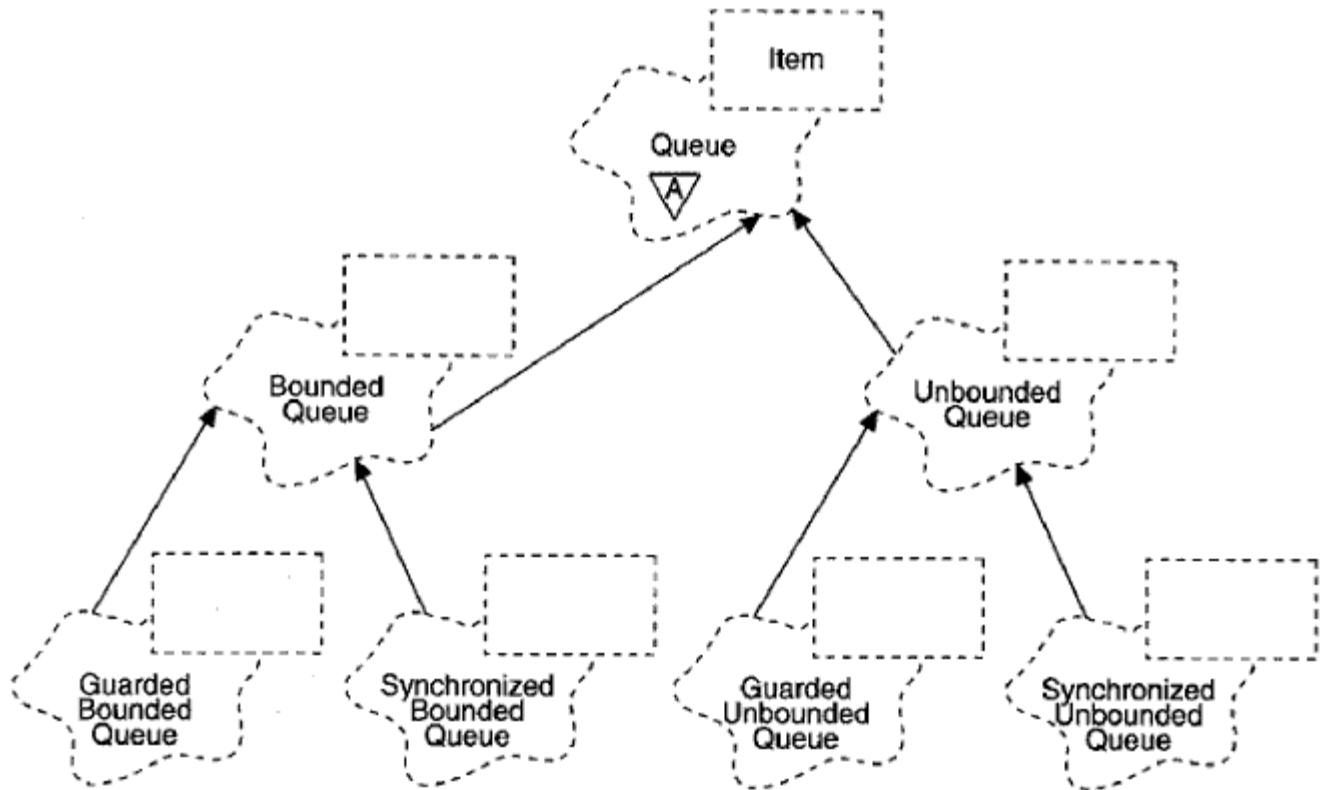 Item
Queue
A
Bounded
Queue
Unbounded
Queue
Guarded
Bounded
Queue
Synchronized
Bounded
Queue
Guarded
Unbounded
Queue
Synchronized
Unbounded
Queue